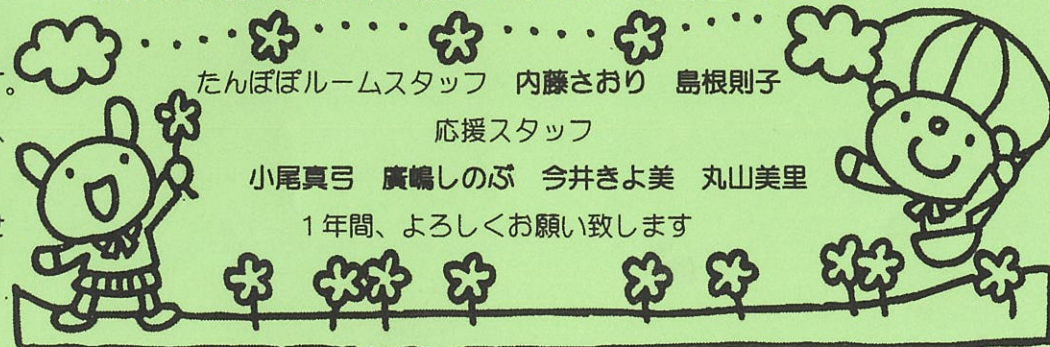 たんぽぽルームスタッフ 内藤さおり 島根則子
応援スタッフ
小尾真弓 廣嶋しのぶ 今井きよ美 丸山美里
1年間、よろしくお願い致します